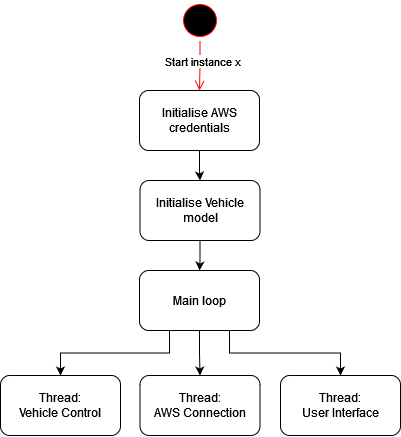 Start instance x
Initialise AWS
credentials
Initialise Vehicle
model
Main loop
Thread:
Vehicle Control
Thread:
AWS Connection
Thread:
User Interface